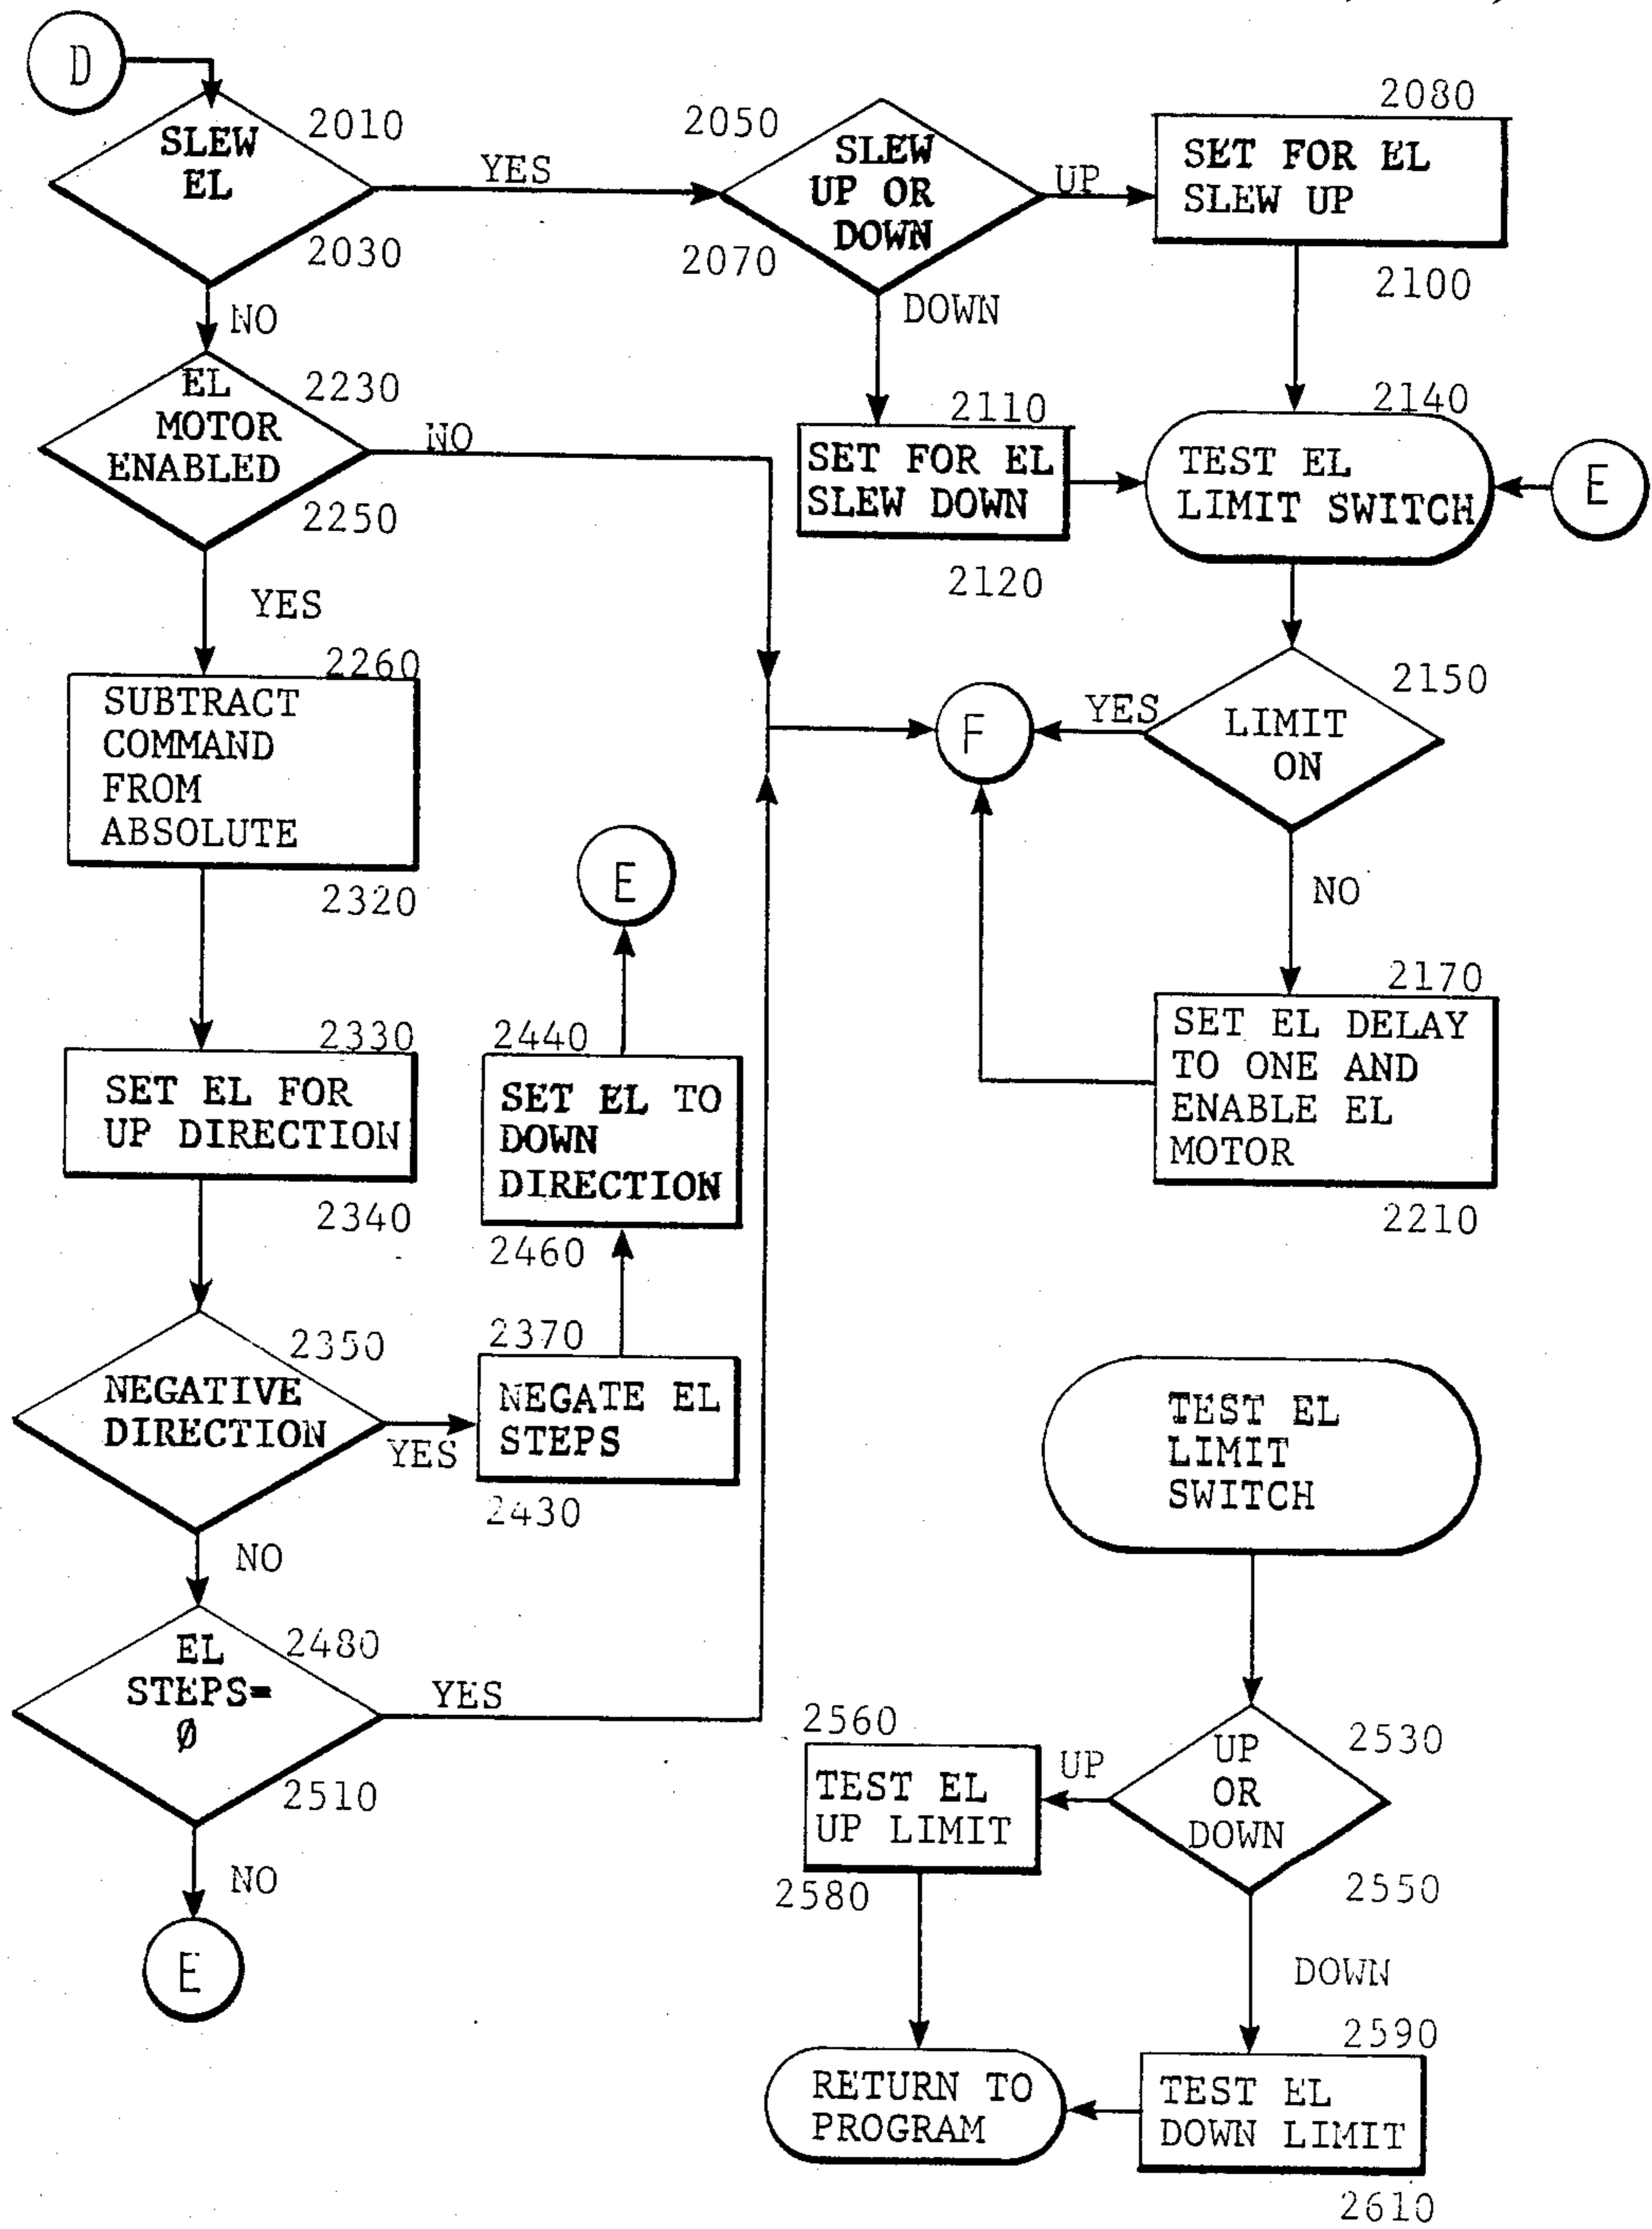 D
2010
SLEW
EL
2030
YES
2050
SLEW
UP OR
DOWN
2070
UP
2080
SET FOR EL
SLEW UP
2100
NO
DOWN
2230
EL
MOTOR
ENABLED
2250
NO
2110
SET FOR EL
SLEW DOWN
2120
2140
TEST EL
LIMIT SWITCH
E
YES
2260
SUBTRACT
COMMAND
FROM
ABSOLUTE
2320
F
YES
2150
LIMIT
ON
NO
E
2170
SET EL DELAY
TO ONE AND
ENABLE EL
MOTOR
2210
2330
SET EL FOR
UP DIRECTION
2340
2440
SET EL TO
DOWN
DIRECTION
2460
2350
NEGATIVE
DIRECTION
YES
2370
NEGATE EL
STEPS
2430
NO
2480
EL
STEPS=
Ø
2510
YES
NO
E
TEST EL
LIMIT
SWITCH
2530
UP
OR
DOWN
2550
UP
2560
TEST EL
UP LIMIT
2580
DOWN
2590
TEST EL
DOWN LIMIT
2610
RETURN TO
PROGRAM